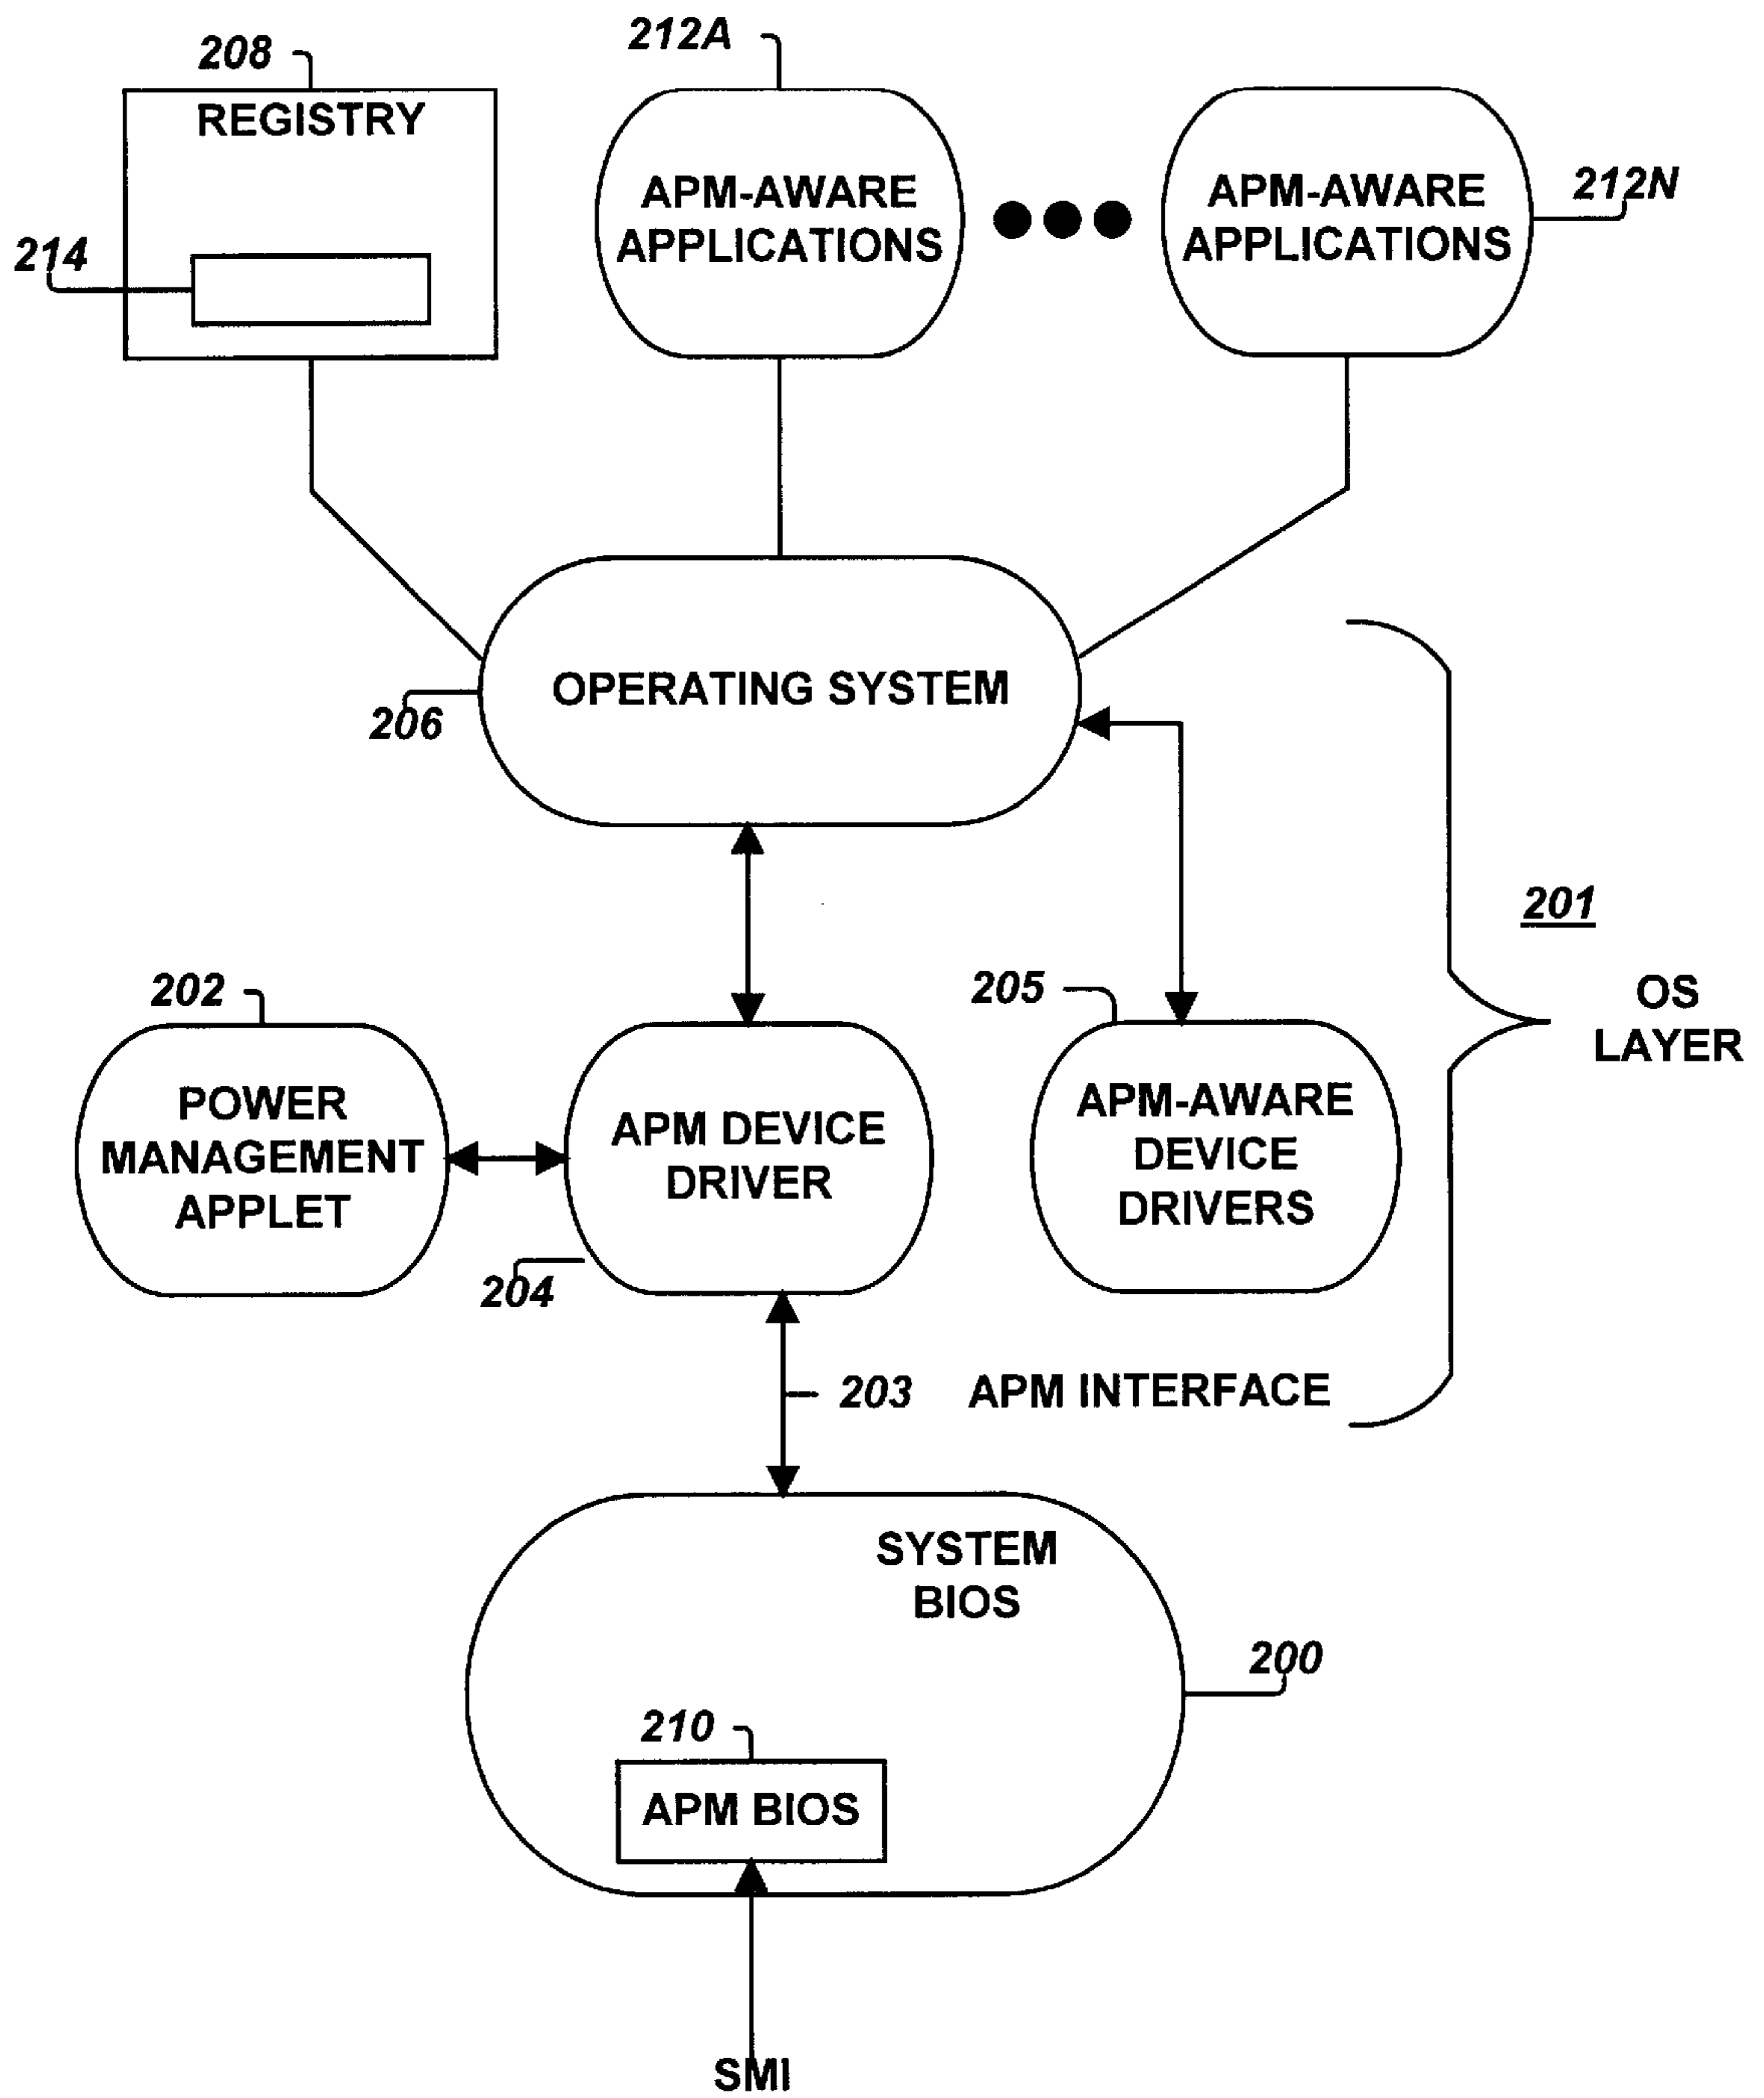 208
212A
REGISTRY
APM-AWARE
APPLICATIONS
APM-AWARE
APPLICATIONS
212N
214
OPERATING SYSTEM
206
201
OS
LAYER
202
205
POWER
MANAGEMENT
APPLET
APM DEVICE
DRIVER
APM-AWARE
DEVICE
DRIVERS
204
203
APM INTERFACE
SYSTEM
BIOS
200
210
APM BIOS
SMI